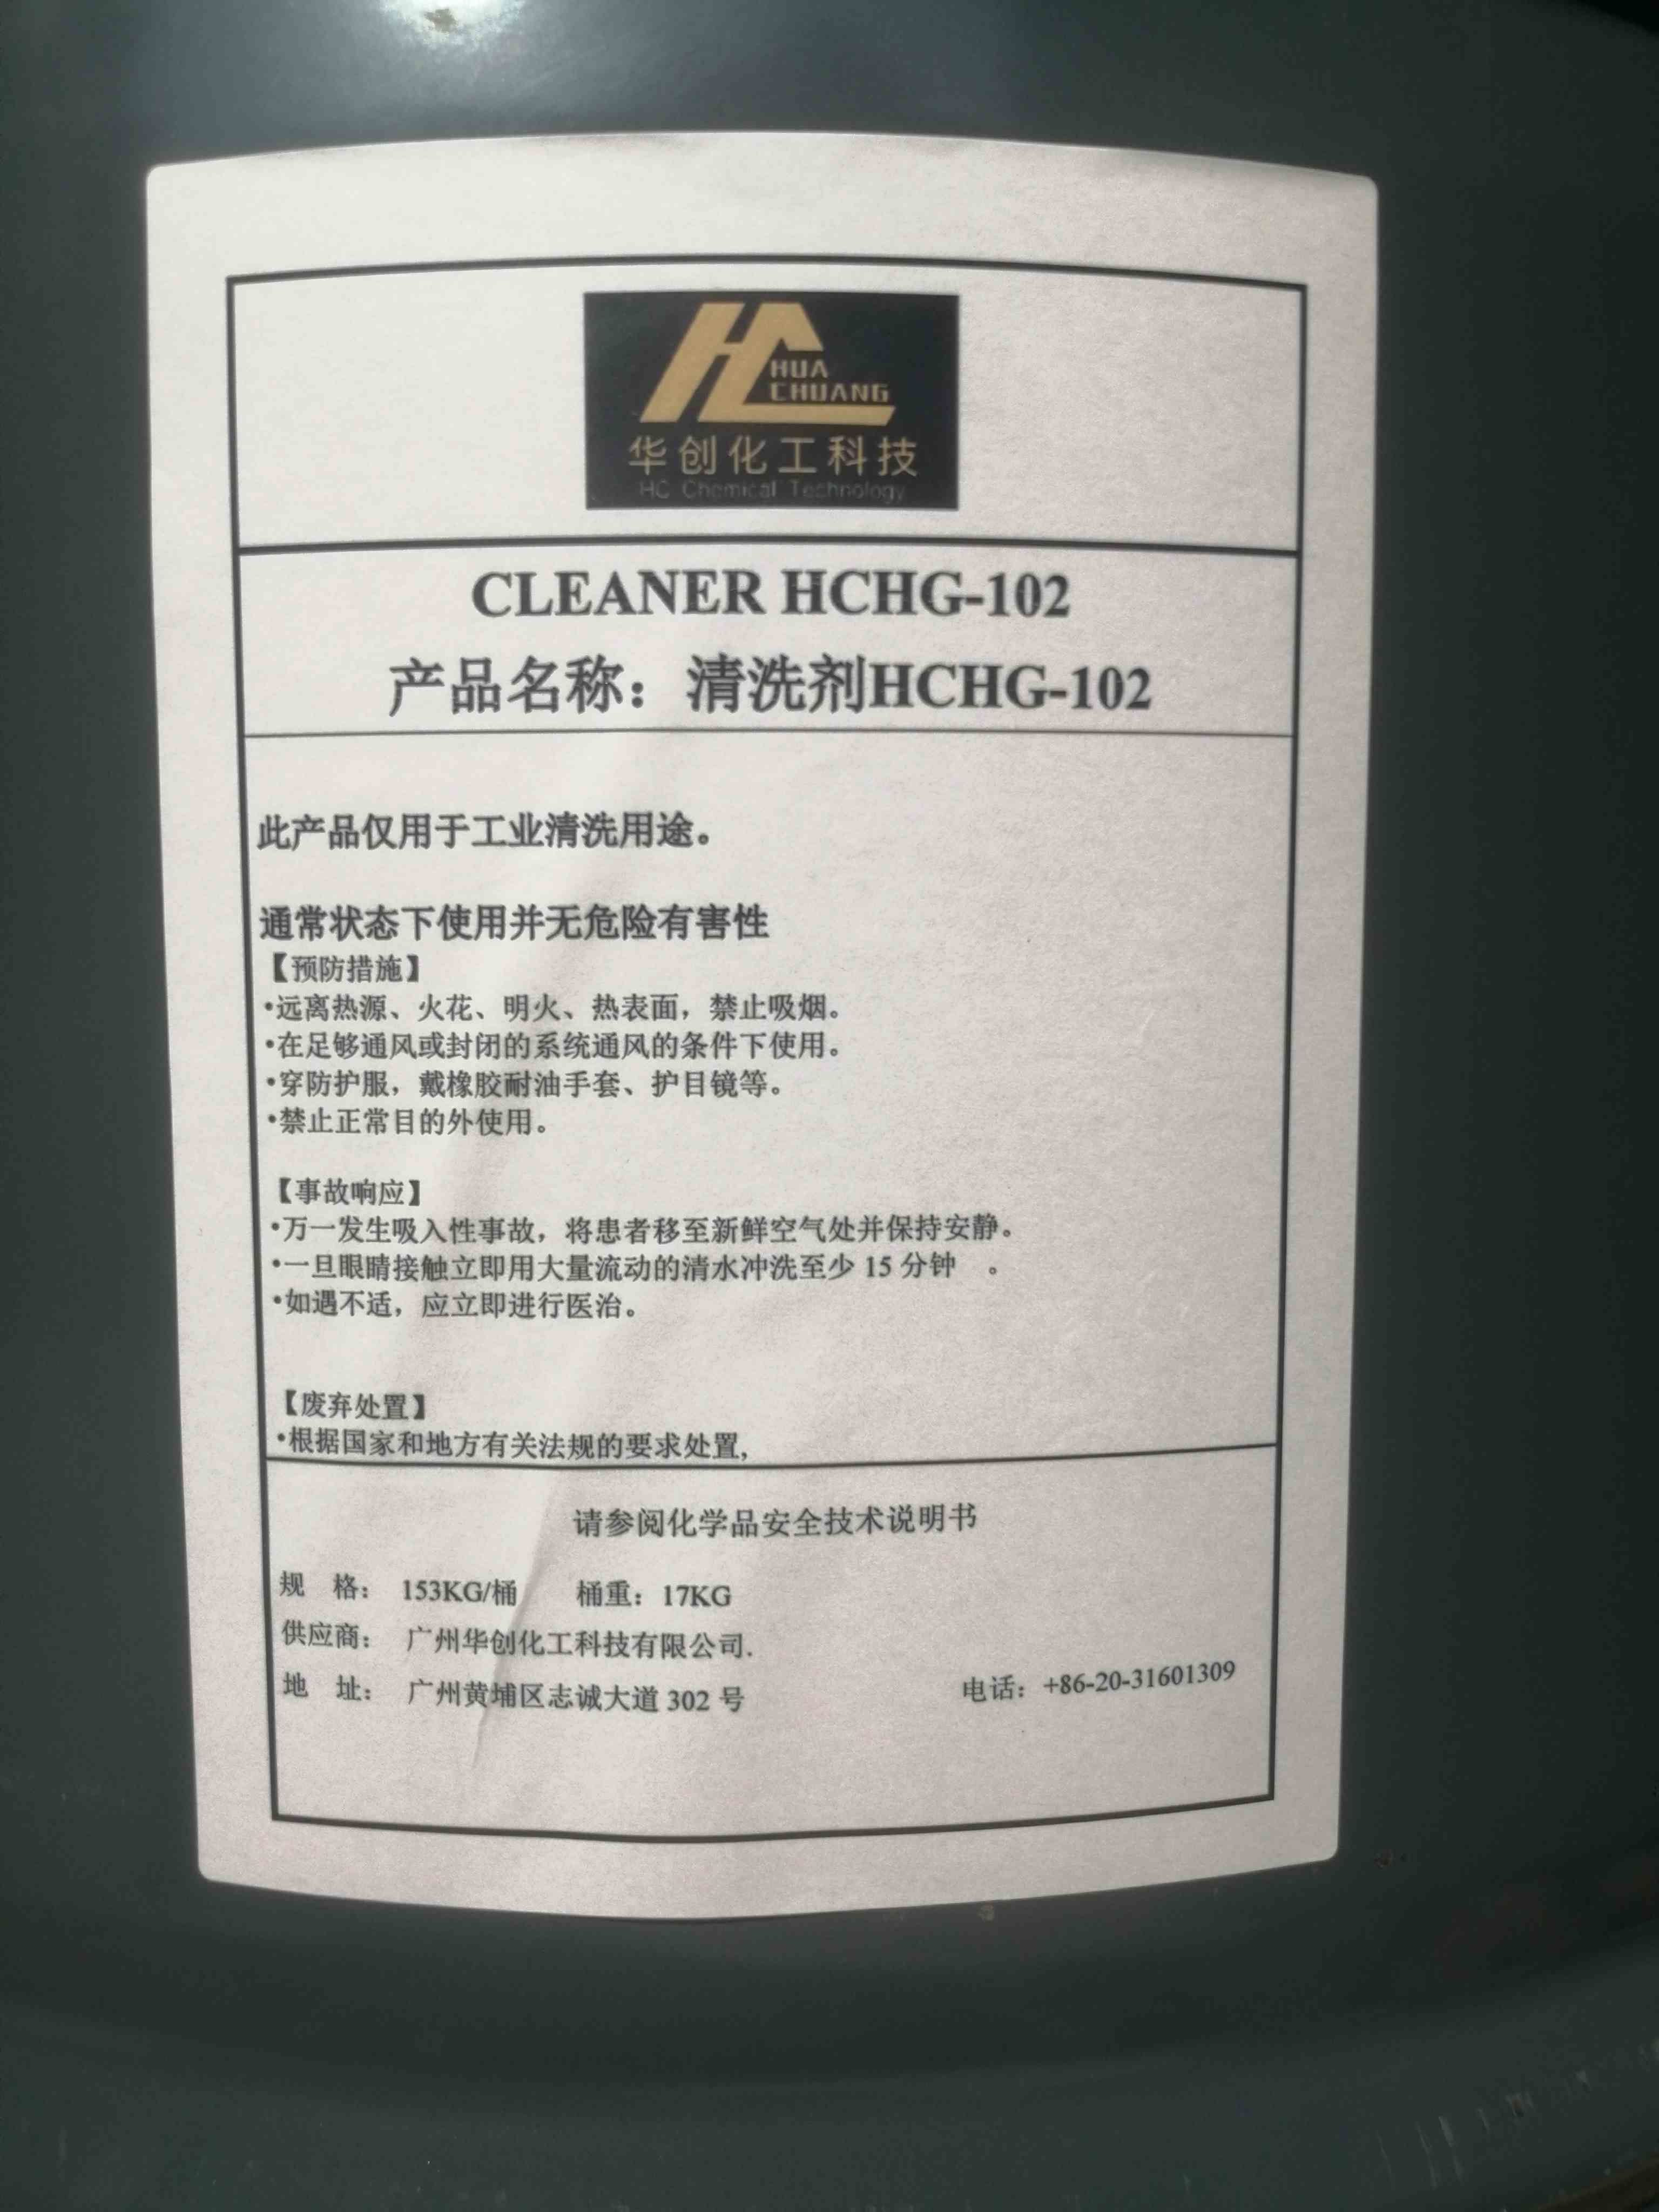 HUA
CHUANG
华创化工科技
HC Chemical Technology
CLEANER HCHG-102
产品名称：清洗剂HCHG-102
此产品仅用于工业清洗用途。
通常状态下使用并无危险有害性
【预防措施】
•远离热源、火花、明火、热表面，禁止吸烟。
•在足够通风或封闭的系统通风的条件下使用。
•穿防护服，戴橡胶耐油手套、护目镜等。
•禁止正常目的外使用。
【事故响应】
•万一发生吸入性事故，将患者移至新鲜空气处并保持安静。
•一旦眼睛接触立即用大量流动的清水冲洗至少 15 分钟 。
•如遇不适，应立即进行医治。
【废弃处置】
•根据国家和地方有关法规的要求处置,
请参阅化学品安全技术说明书
规 格： 153KG/桶 桶重：17KG
供应商： 广州华创化工科技有限公司.
地 址： 广州黄埔区志诚大道 302 号 电话：+86-20-31601309